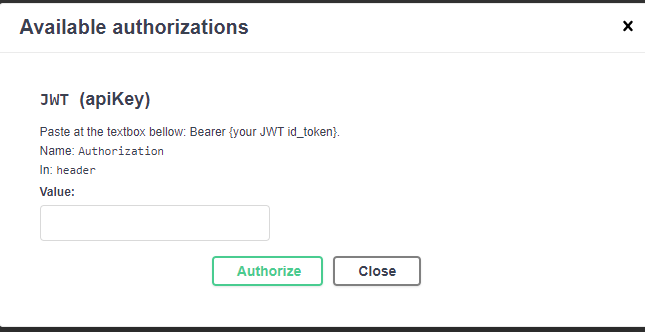 Available authorizations
×
JWT (apiKey)
Paste at the textbox bellow: Bearer {your JWT id_token}.
Name: Authorization
In: header
Value:
Authorize Close